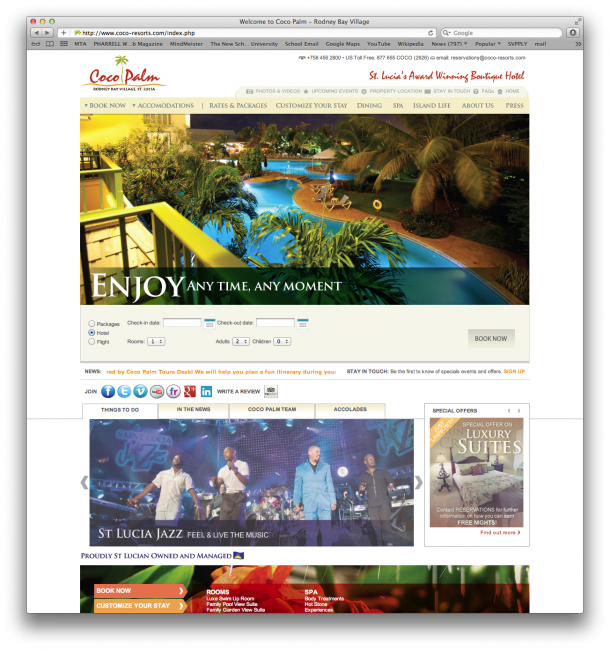 Welcome to Coco Palm – Rodney Bay Village
http://www.coco-resorts.com/index.php
Google
MTA PHARRELL W...b Magazine MindMeister The New Sch... University School Email Google Maps YouTube Wikipedia News (797) Popular SVPPLY mail
+758 456 2800 • US Toll Free. 877 655 COCO (2626) email: reservations@coco-resorts.com
Coco Palm
RODNEY BAY VILLAGE, ST. LUCIA
St. Lucia's Award Winning Boutique Hotel
PHOTOS & VIDEOS UPCOMING EVENTS PROPERTY LOCATION STAY IN TOUCH FAQs HOME
BOOK NOW ACCOMODATIONS | RATES & PACKAGES CUSTOMIZE YOUR STAY DINING SPA ISLAND LIFE ABOUT US PRESS
ENJOY ANY TIME, ANY MOMENT
Packages Check-in date: Check-out date:
Hotel
BOOK NOW
Flight Rooms: 1 Adults 2 Children 0
NEWS: red by Coco Palm Tours Desk! We will help you plan a fun itinerary during you STAY IN TOUCH: Be the first to know of specials events and offers. SIGN UP
JOIN WRITE A REVIEW
THINGS TO DO IN THE NEWS COCO PALM TEAM ACCOLADES
SPECIAL OFFERS
SPECIAL OFFER ON
LUXURY
SUITES
Contact RESERVATIONS for further
information on how you can earn
FREE NIGHTS!
Find out more
ST LUCIA JAZZ FEEL & LIVE THE MUSIC
PROUDLY ST LUCIAN OWNED AND MANAGED
BOOK NOW
CUSTOMIZE YOUR STAY
ROOMS
Luxe Swim Up Room
Family Pool View Suite
Family Garden View Suite
SPA
Body Treatments
Hot Stone
Experiences